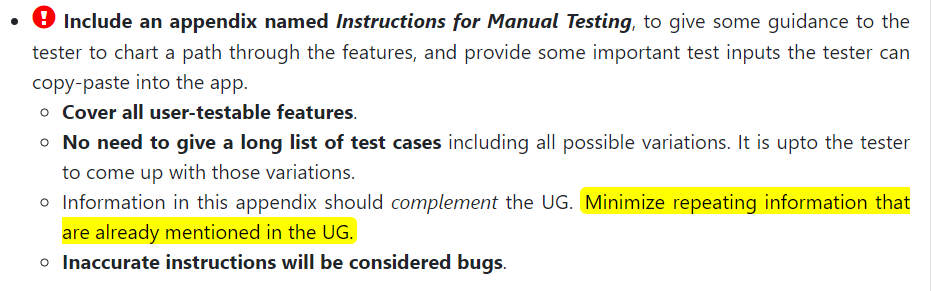 Include an appendix named Instructions for Manual Testing, to give some guidance to the
tester to chart a path through the features, and provide some important test inputs the tester can
copy-paste into the app.
Cover all user-testable features.
No need to give a long list of test cases including all possible variations. It is upto the tester
to come up with those variations.
Information in this appendix should complement the UG. Minimize repeating information that
are already mentioned in the UG.
Inaccurate instructions will be considered bugs.